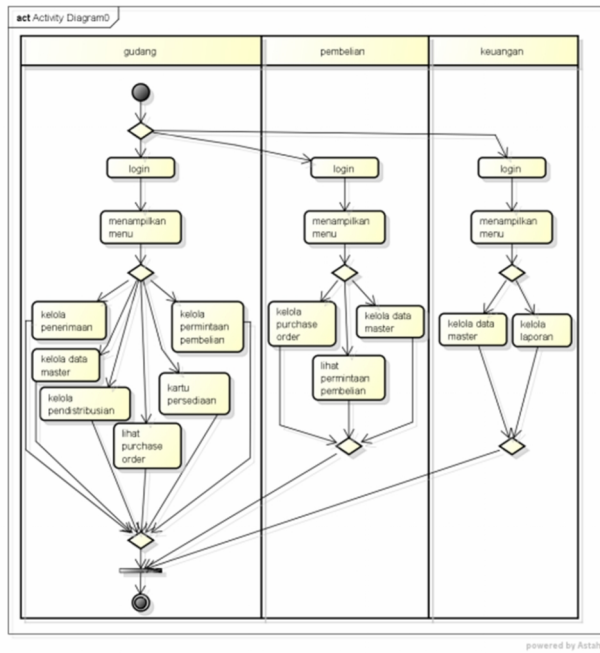 act Activity Diagram0
gudang
pembelian
keuangan
login
login
login
menampilkan
menu
menampilkan
menu
menampilkan
menu
kelola
penerimaan
kelola
permintaan
pembelian
kelola data
master
kartu
persediaan
kelola
pendistribusian
lihat
purchase
order
kelola
purchase
order
kelola data
master
lihat
permintaan
pembelian
kelola data
master
kelola
laporan
powered by Astah